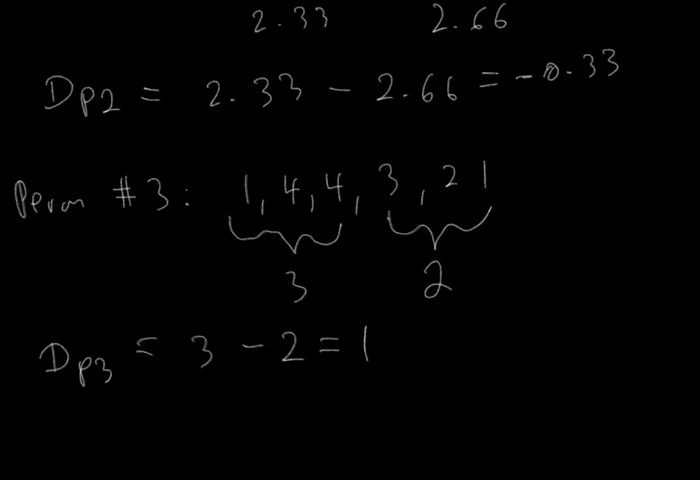 2.33 2.66
Dp2 = 2.33 - 2.66 = -0.33
Perm #3: 1, 4, 4, 3, 2 1
3 2
Dp3 = 3 - 2 = 1